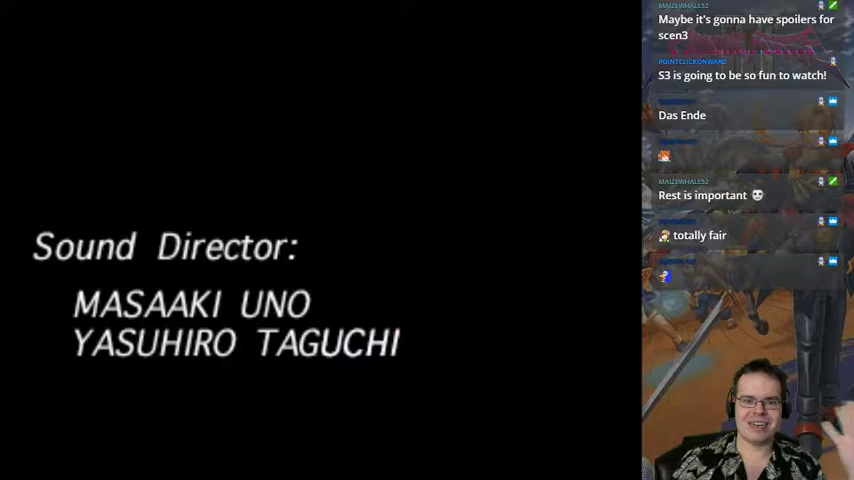 Sound Director:
MASAAKI UNO
YASUHIRO TAGUCHI
MAIZEWHALE52
Maybe it's gonna have spoilers for
scen3
POINTCLICKONWARD
S3 is going to be so fun to watch!
Das Ende
MAIZEWHALE52
Rest is important
totally fair